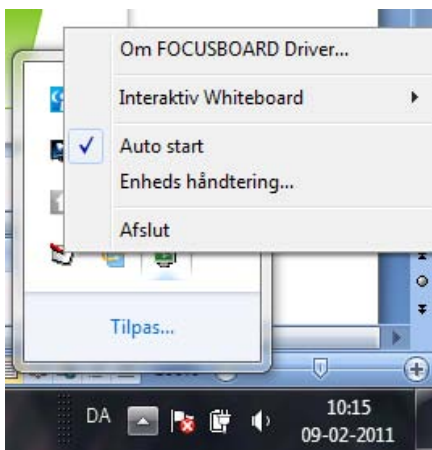 Om FOCUSBOARD Driver...
Interaktiv Whiteboard
Auto start
Enheds håndtering...
Afslut
Tilpas...
DA
10:15
09-02-2011